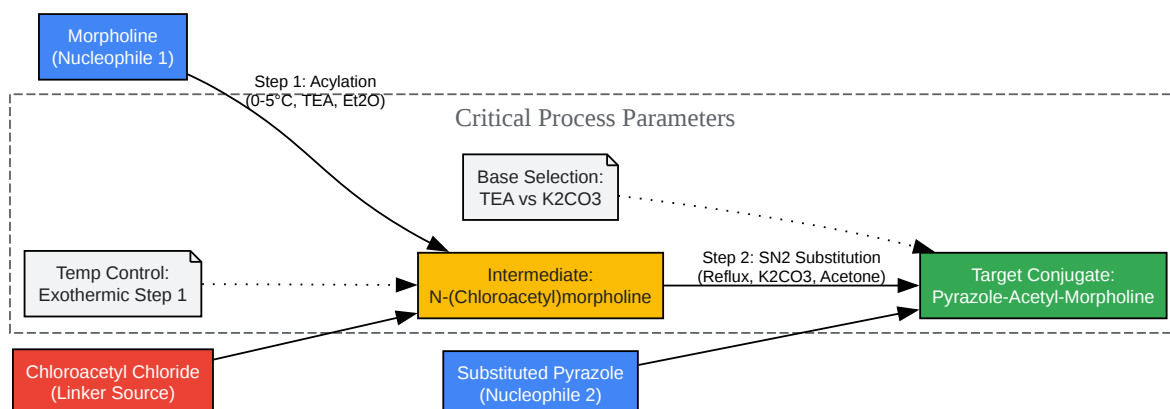 Morpholine
(Nucleophile 1)
Step 1: Acylation
(0-5°C, TEA, Et2O)
Critical Process Parameters
Base Selection:
TEA vs K2CO3
Temp Control:
Exothermic Step 1
Intermediate:
N-(Chloroacetyl)morpholine
Step 2: SN2 Substitution
(Reflux, K2CO3, Acetone)
Target Conjugate:
Pyrazole-Acetyl-Morpholine
Chloroacetyl Chloride
(Linker Source)
Substituted Pyrazole
(Nucleophile 2)